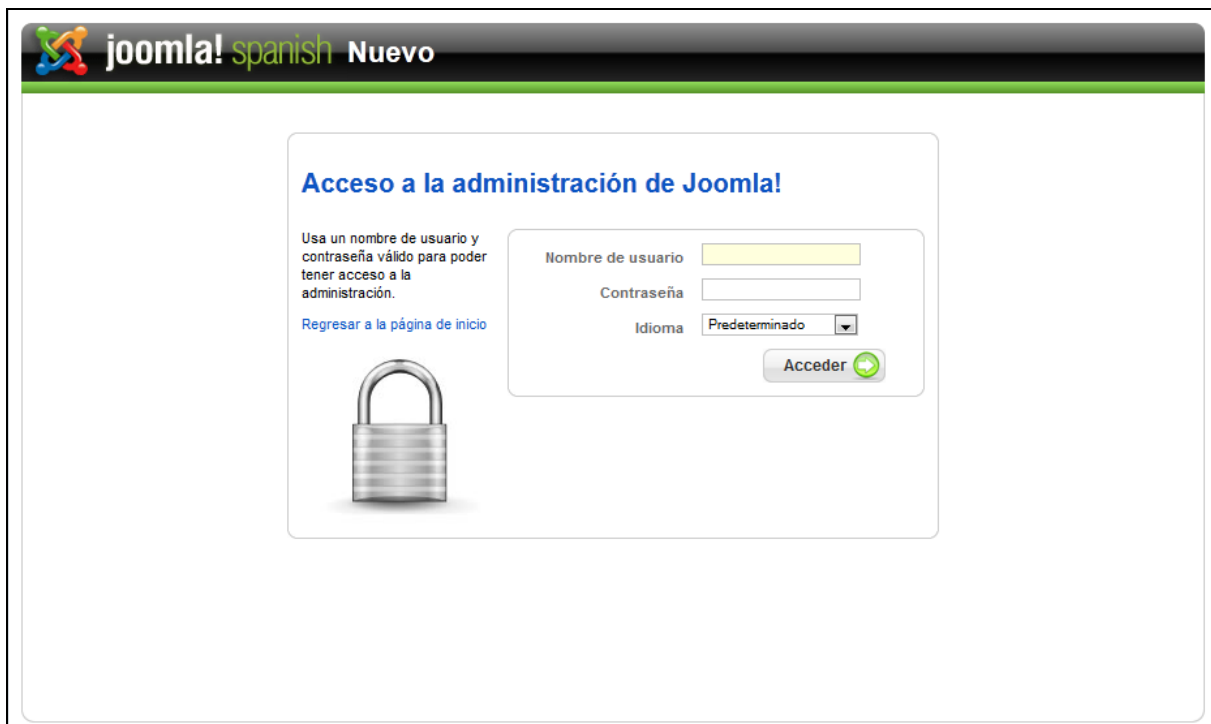 joomla! spanish Nuevo
Acceso a la administración de Joomla!
Usa un nombre de usuario y
contraseña válido para poder
tener acceso a la
administración.
Regresar a la página de inicio
Nombre de usuario
Contraseña
Idioma Predeterminado
Acceder